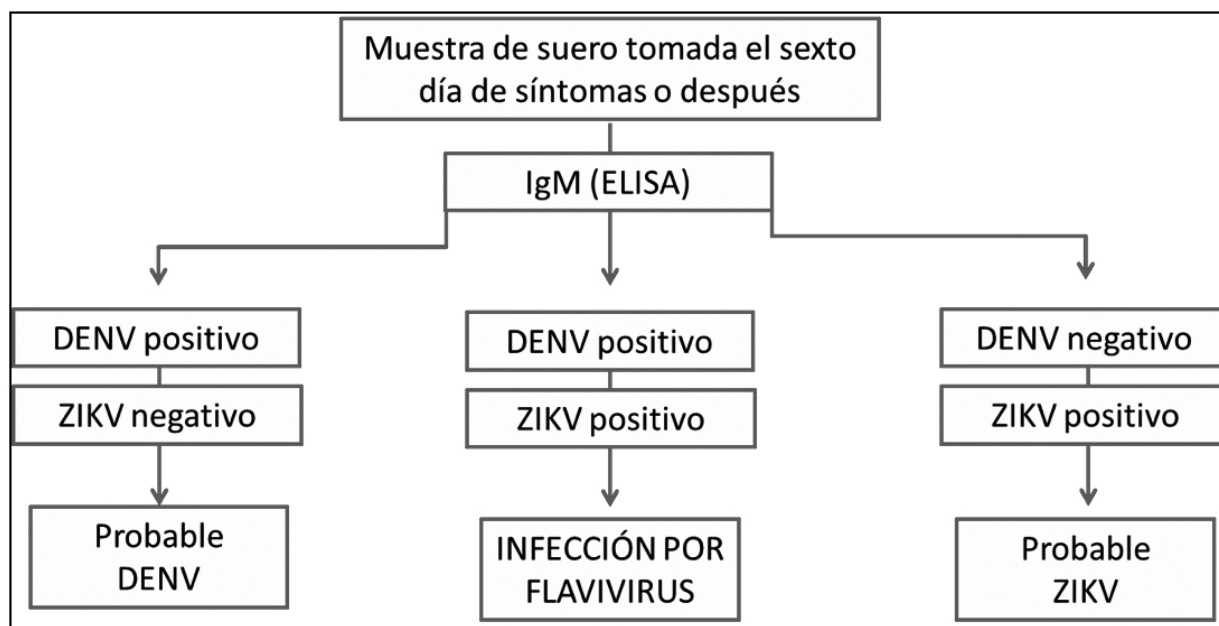 Muestra de suero tomada el sexto
día de síntomas o después
IgM (ELISA)
DENV positivo
ZIKV negativo
Probable
DENV
DENV positivo
ZIKV positivo
INFECCIÓN POR
FLAVIVIRUS
DENV negativo
ZIKV positivo
Probable
ZIKV